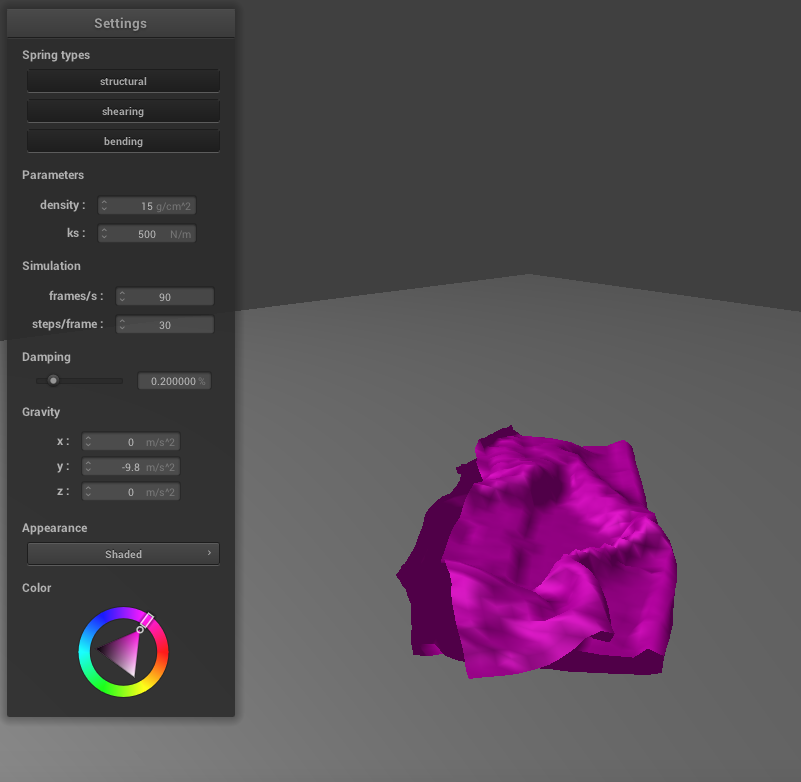 Settings
Spring types
structural
shearing
bending
Parameters
density : 15 g/cm^2
ks : 500 N/m
Simulation
frames/s : 90
steps/frame : 30
Damping
0.200000 %
Gravity
x : 0 m/s^2
y : -9.8 m/s^2
z : 0 m/s^2
Appearance
Shaded
Color